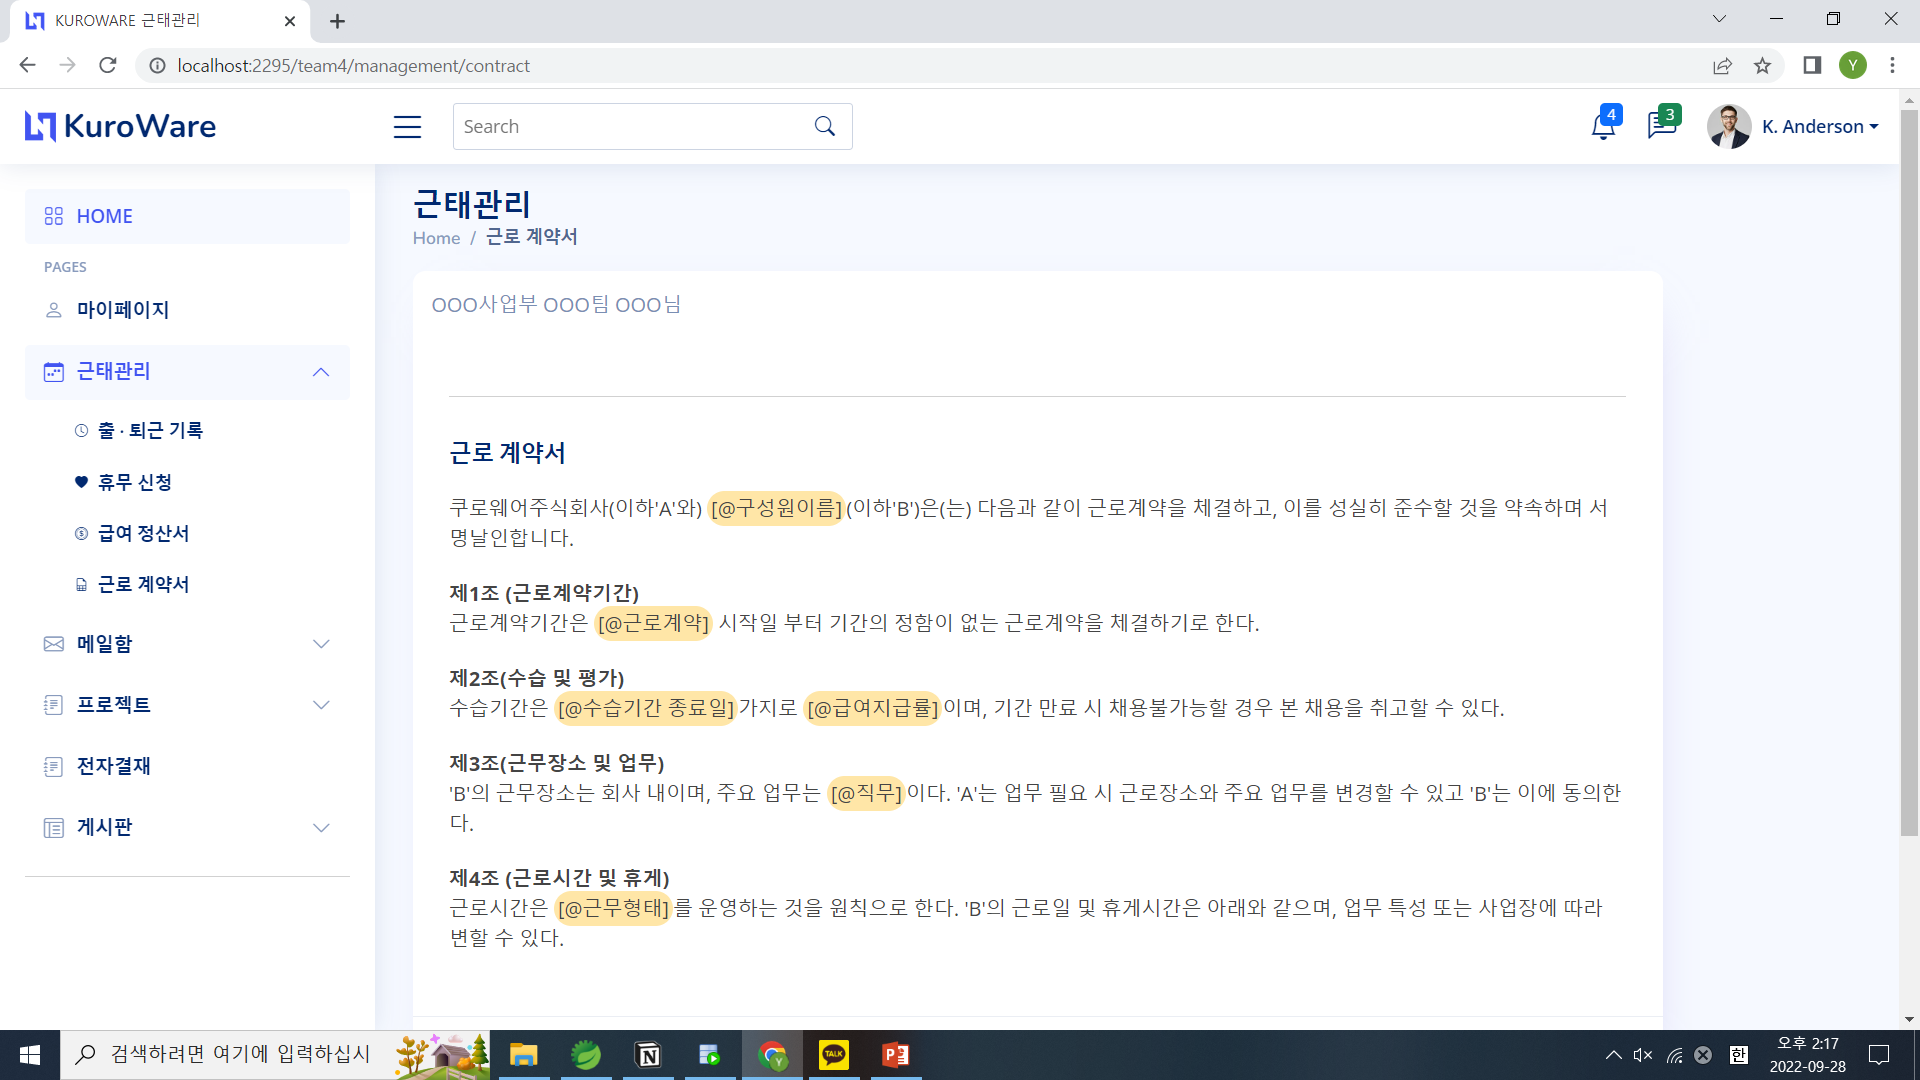 KUROWARE 근태관리
localhost:2295/team4/management/contract
Y
KuroWare
Search
4
3
K. Anderson
HOME
PAGES
마이페이지
근태관리
출 · 퇴근 기록
휴무 신청
급여 정산서
근로 계약서
메일함
프로젝트
전자결재
게시판
근태관리
Home / 근로 계약서
OOO사업부 OOO팀 OOO님
근로 계약서
쿠로웨어주식회사(이하'A'와) [@구성원이름] (이하'B')은(는) 다음과 같이 근로계약을 체결하고, 이를 성실히 준수할 것을 약속하며 서
명날인합니다.
제1조 (근로계약기간)
근로계약기간은 [@근로계약] 시작일 부터 기간의 정함이 없는 근로계약을 체결하기로 한다.
제2조(수습 및 평가)
수습기간은 [@수습기간 종료일] 가지로 [@급여지급률] 이며, 기간 만료 시 채용불가능할 경우 본 채용을 취고할 수 있다.
제3조(근무장소 및 업무)
'B'의 근무장소는 회사 내이며, 주요 업무는 [@직무] 이다. 'A'는 업무 필요 시 근로장소와 주요 업무를 변경할 수 있고 'B'는 이에 동의한
다.
제4조 (근로시간 및 휴게)
근로시간은 [@근무형태] 를 운영하는 것을 원칙으로 한다. 'B'의 근로일 및 휴게시간은 아래와 같으며, 업무 특성 또는 사업장에 따라
변할 수 있다.
검색하려면 여기에 입력하십시
N
Y
TALK
P
한
오후 2:17
2022-09-28